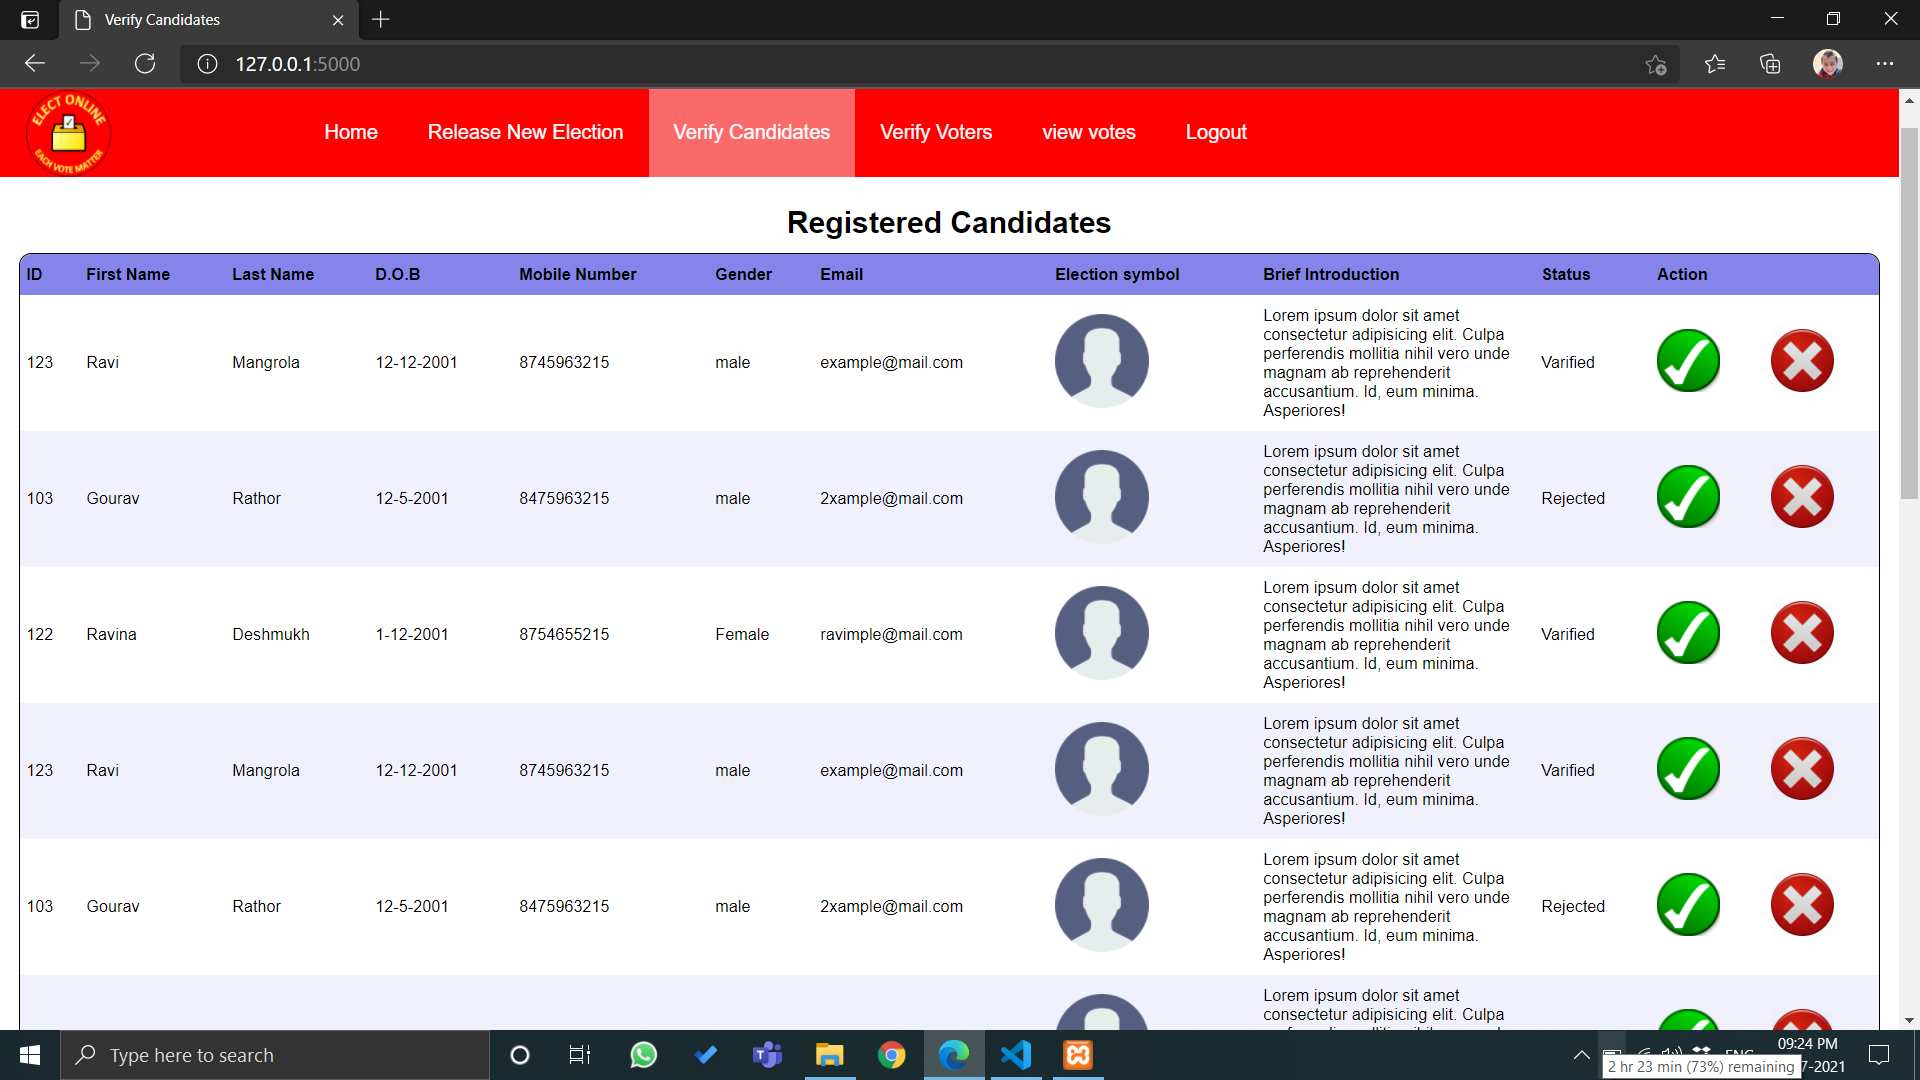 Verify Candidates
127.0.0.1:5000
ELECT ONLINE
EACH VOTE MATTER
Home Release New Election Verify Candidates Verify Voters view votes Logout
Registered Candidates
ID First Name Last Name D.O.B Mobile Number Gender Email Election symbol Brief Introduction Status Action
Lorem ipsum dolor sit amet
consectetur adipisicing elit. Culpa
perferendis mollitia nihil vero unde
123 Ravi Mangrola 12-12-2001 8745963215 male example@mail.com Varified
magnam ab reprehenderit
accusantium. Id, eum minima.
Asperiores!
Lorem ipsum dolor sit amet
consectetur adipisicing elit. Culpa
perferendis mollitia nihil vero unde
103 Gourav Rathor 12-5-2001 8475963215 male 2xample@mail.com Rejected
magnam ab reprehenderit
accusantium. Id, eum minima.
Asperiores!
Lorem ipsum dolor sit amet
consectetur adipisicing elit. Culpa
perferendis mollitia nihil vero unde
122 Ravina Deshmukh 1-12-2001 8754655215 Female ravimple@mail.com Varified
magnam ab reprehenderit
accusantium. Id, eum minima.
Asperiores!
Lorem ipsum dolor sit amet
consectetur adipisicing elit. Culpa
perferendis mollitia nihil vero unde
123 Ravi Mangrola 12-12-2001 8745963215 male example@mail.com Varified
magnam ab reprehenderit
accusantium. Id, eum minima.
Asperiores!
Lorem ipsum dolor sit amet
consectetur adipisicing elit. Culpa
perferendis mollitia nihil vero unde
103 Gourav Rathor 12-5-2001 8475963215 male 2xample@mail.com Rejected
magnam ab reprehenderit
accusantium. Id, eum minima.
Asperiores!
Lorem ipsum dolor sit amet
consectetur adipisicing elit. Culpa
Type here to search
ENG
09:24 PM
7-2021
2 hr 23 min (73%) remaining